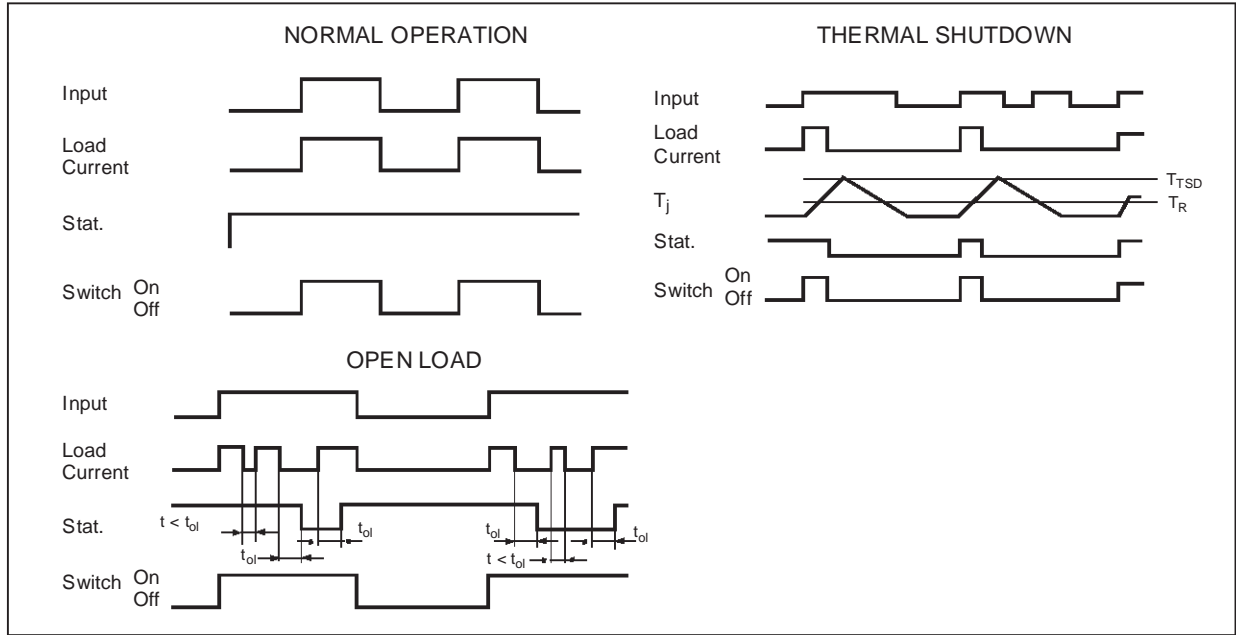 NORMAL OPERATION
Input
Load
Current
Stat.
Switch On
Off
THERMAL SHUTDOWN
Input
Load
Current
Tj
TTSD
TR
Stat.
Switch On
Off
OPEN LOAD
Input
Load
Current
Stat.
t < tol
tol
tol
tol
t < tol
tol
Switch On
Off